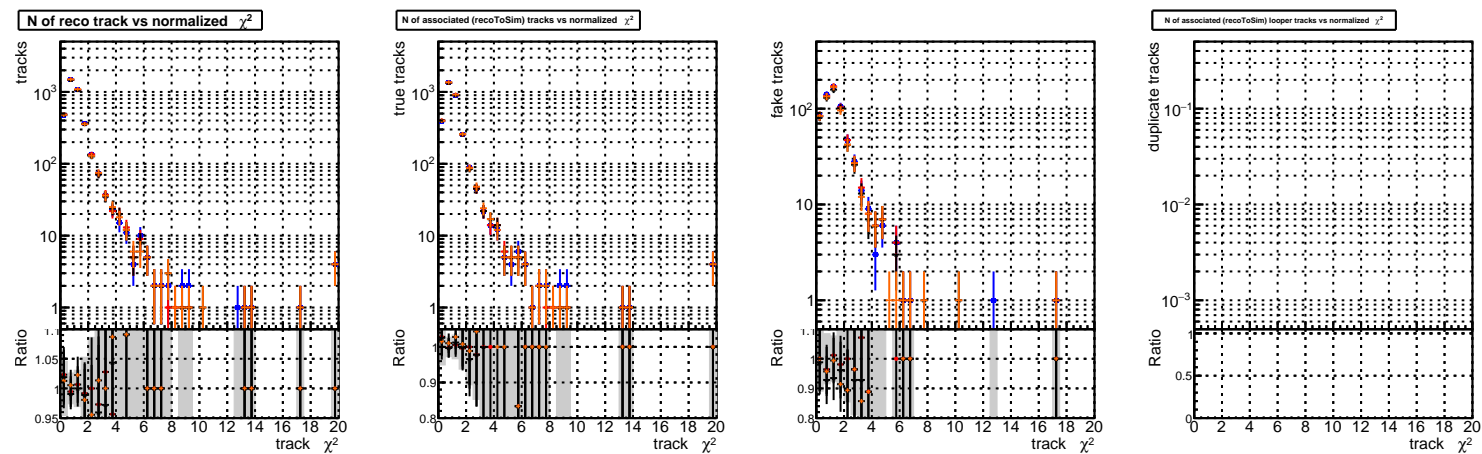 N of reco track vs normalized χ²
tracks
10³
10²
10
1
Ratio
1.1
1.05
1
0.95
0 2 4 6 8 10 12 14 16 18 20
track χ²
N of associated (recoToSim) tracks vs normalized χ²
true tracks
10³
10²
10
1
Ratio
1
0.9
0.8
0 2 4 6 8 10 12 14 16 18 20
track χ²
fake tracks
10²
10
1
Ratio
1
0.9
0.8
0 2 4 6 8 10 12 14 16 18 20
track χ²
N of associated (recoToSim) looper tracks vs normalized χ²
duplicate tracks
10⁻¹
10⁻²
10⁻³
Ratio
1
0.5
0
0 2 4 6 8 10 12 14 16 18 20
track χ²